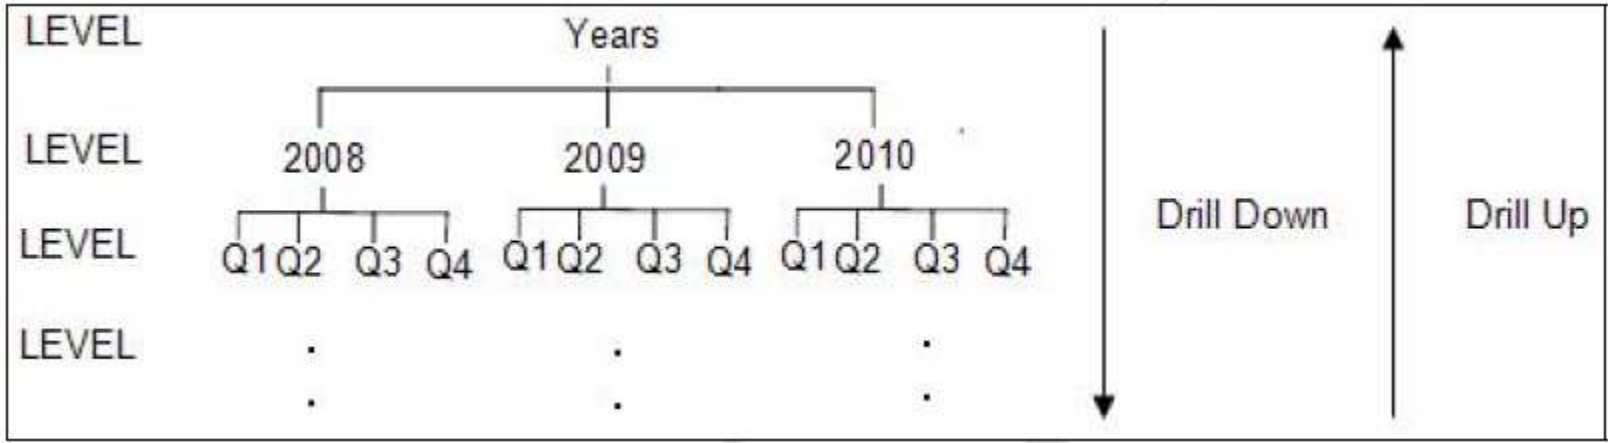 LEVEL Years
LEVEL 2008 2009 2010
Drill Down Drill Up
LEVEL Q1 Q2 Q3 Q4 Q1 Q2 Q3 Q4 Q1 Q2 Q3 Q4
LEVEL